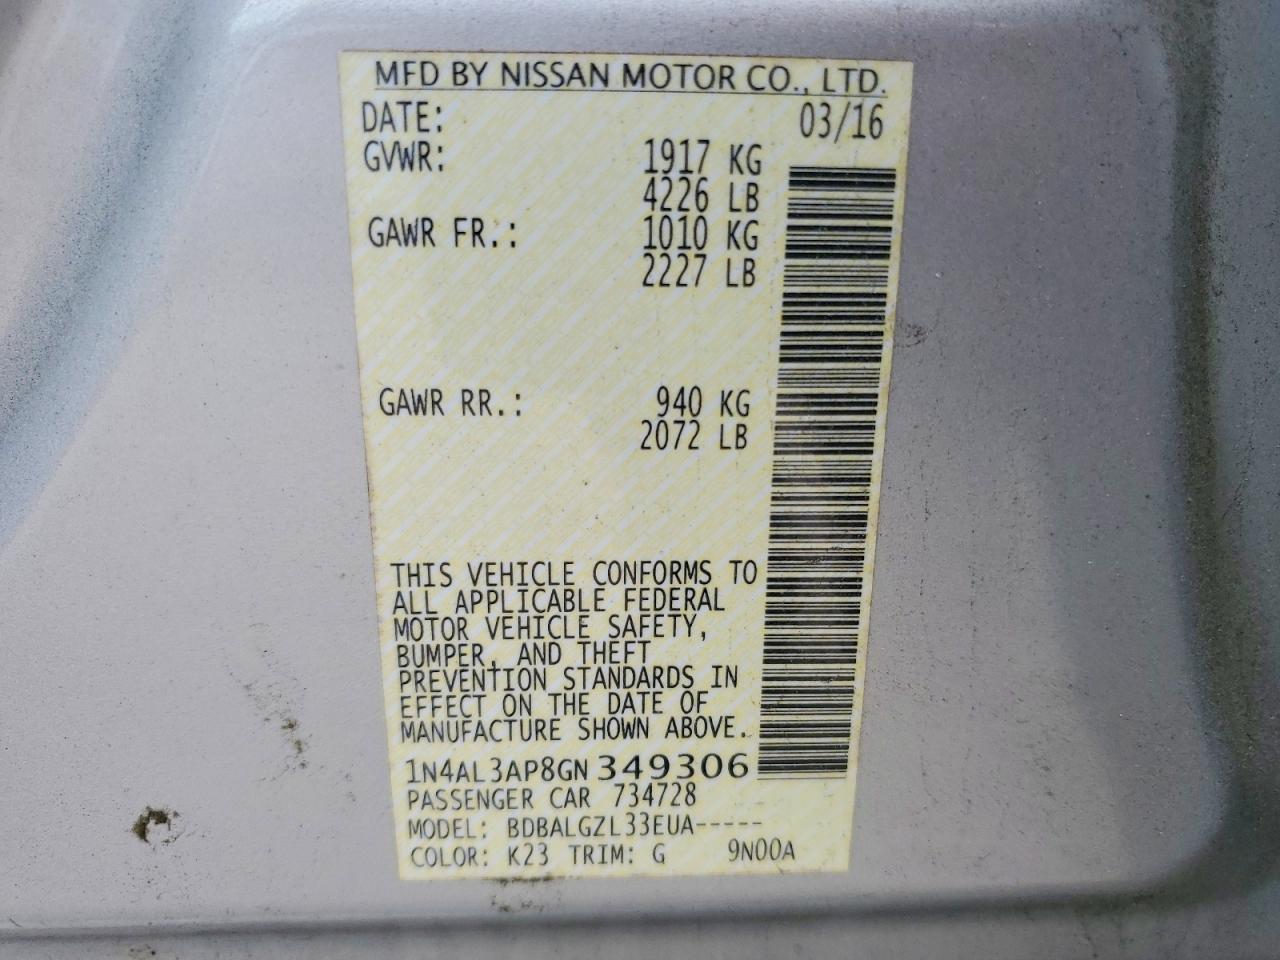 MFD BY NISSAN MOTOR CO., LTD.
DATE: 03/16
GVWR: 1917 KG
4226 LB
GAWR FR.: 1010 KG
2227 LB
GAWR RR.: 940 KG
2072 LB
THIS VEHICLE CONFORMS TO
ALL APPLICABLE FEDERAL
MOTOR VEHICLE SAFETY,
BUMPER, AND THEFT
PREVENTION STANDARDS IN
EFFECT ON THE DATE OF
MANUFACTURE SHOWN ABOVE.
1N4AL3AP8GN 349306
PASSENGER CAR 734728
MODEL: BDBALGZL33EUA-----
COLOR: K23 TRIM: G 9N00A